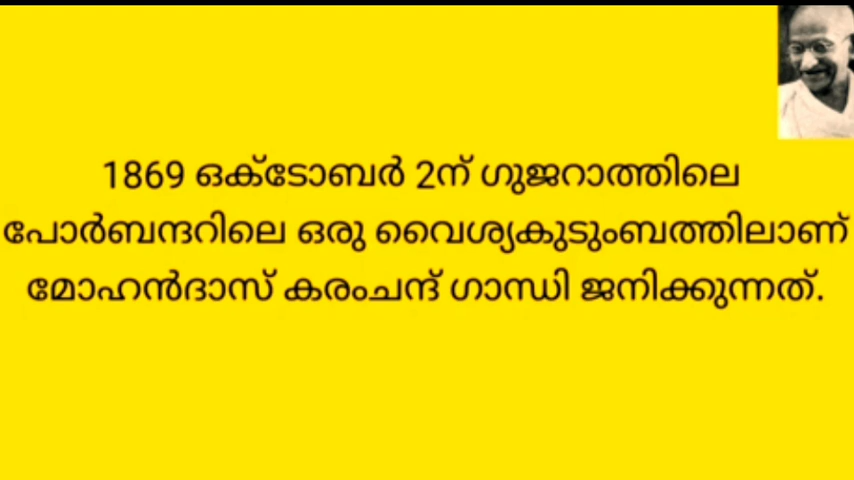 1869 ഒക്ടോബർ 2ന് ഗുജറാത്തിലെ
പോർബന്ദറിലെ ഒരു വൈശ്യകുടുംബത്തിലാണ്
മോഹൻദാസ് കരംചന്ദ് ഗാന്ധി ജനിക്കുന്നത്.